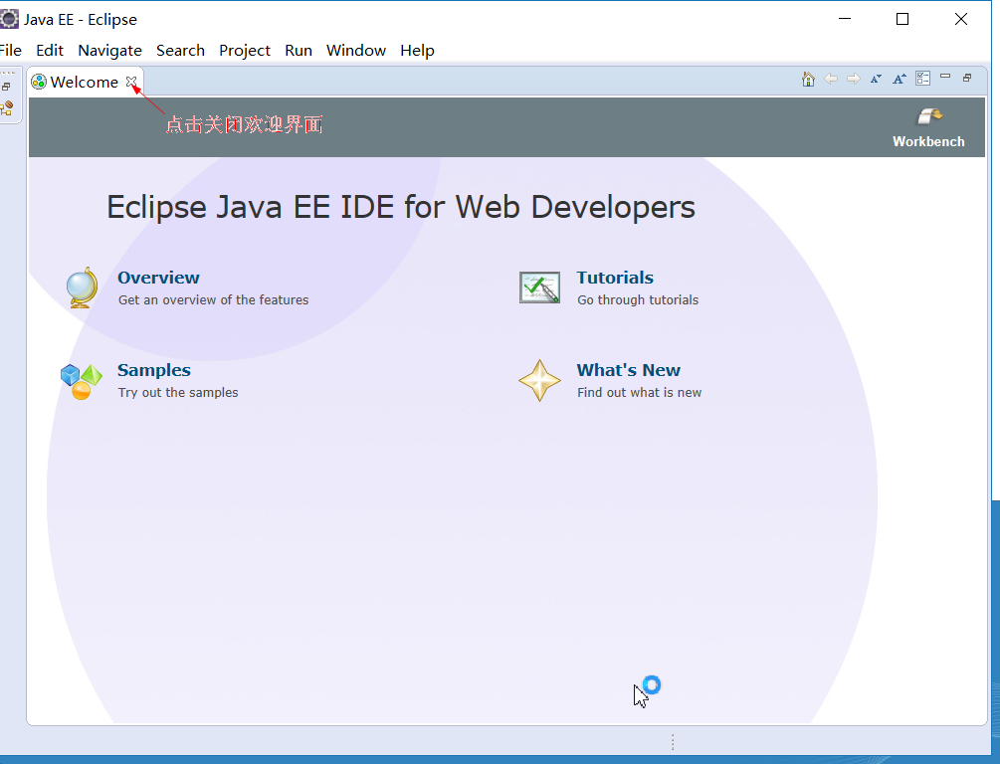 Java EE - Eclipse
File Edit Navigate Search Project Run Window Help
Welcome
点击关闭欢迎界面
Workbench
Eclipse Java EE IDE for Web Developers
Overview
Get an overview of the features
Tutorials
Go through tutorials
Samples
Try out the samples
What's New
Find out what is new